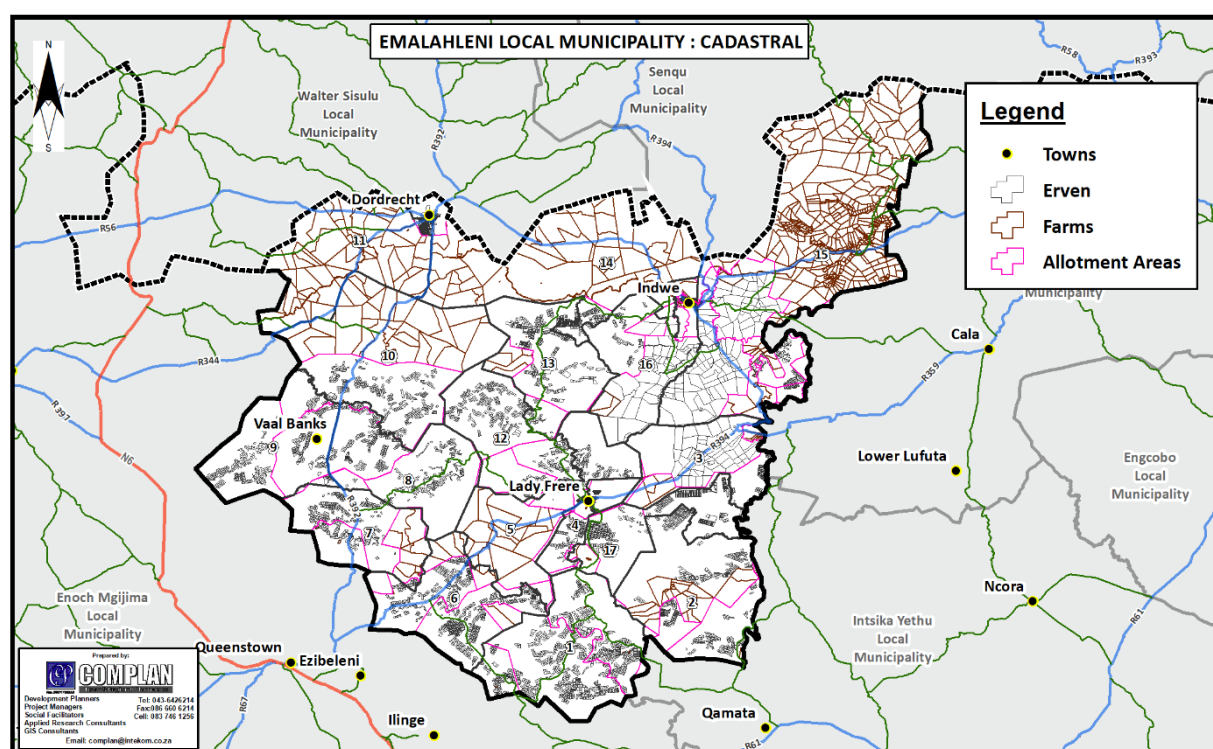 EMALAHLENI LOCAL MUNICIPALITY : CADASTRAL
N
S
Legend
Towns
Erven
Farms
Allotment Areas
Walter Sisulu
Local
Municipality
Senqu
Local
Municipality
R58
R393
R392
R394
Dordrecht
R56
11
14
15
Indwe
Municipality
Cala
R344
10
13
16
R359
R397
Vaal Banks
9
12
3
R394
Lower Lufuta
Engcobo
Local
Municipality
8
N6
Lady Frere
R392
7
5
4
17
Enoch Mgijima
Local
Municipality
6
2
Ncora
Intsika Yethu
Local
Municipality
R61
1
Queenstown
Ezibeleni
R67
Ilinge
Qamata
R61
Prepared by:
COMPLAN
Development Planners
Project Managers
Social Facilitators
Applied Research Consultants
GIS Consultants
Tel: 043-6426214
Fax:086 660 6214
Cell: 083 746 1256
Email: complan@intekom.co.za